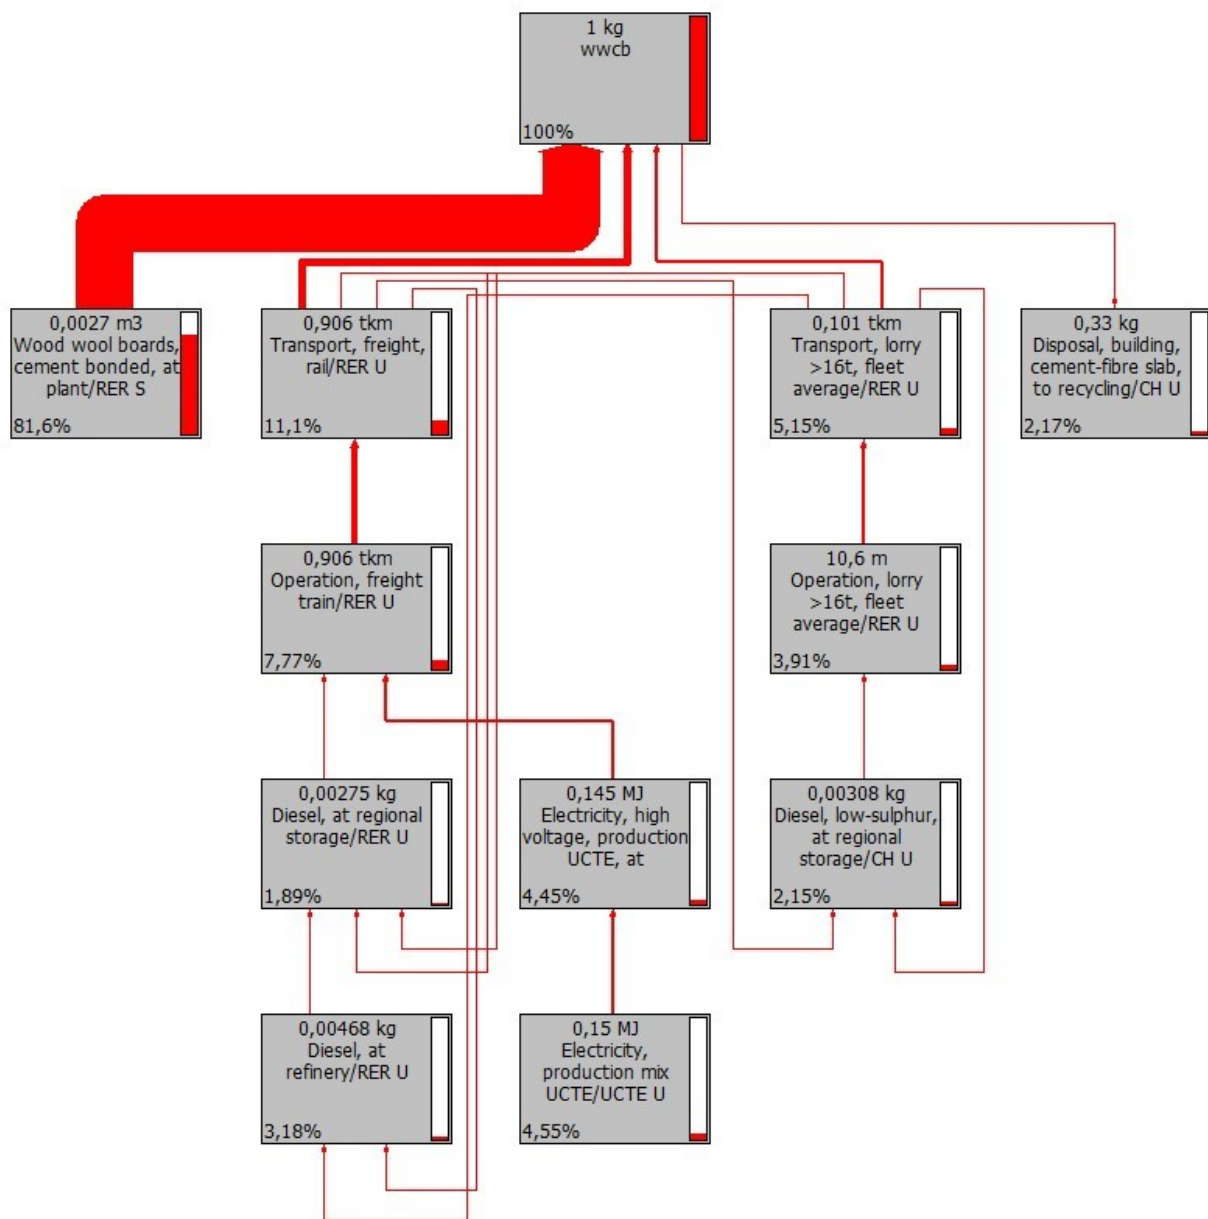 1 kg
wwcb
100%
0,0027 m3
Wood wool boards,
cement bonded, at
plant/RER S
81,6%
0,906 tkm
Transport, freight,
rail/RER U
11,1%
0,101 tkm
Transport, lorry
>16t, fleet
average/RER U
5,15%
0,33 kg
Disposal, building,
cement-fibre slab,
to recycling/CH U
2,17%
0,906 tkm
Operation, freight
train/RER U
7,77%
10,6 m
Operation, lorry
>16t, fleet
average/RER U
3,91%
0,00275 kg
Diesel, at regional
storage/RER U
1,89%
0,145 MJ
Electricity, high
voltage, production
UCTE, at
4,45%
0,00308 kg
Diesel, low-sulphur,
at regional
storage/CH U
2,15%
0,00468 kg
Diesel, at
refinery/RER U
3,18%
0,15 MJ
Electricity,
production mix
UCTE/UCTE U
4,55%